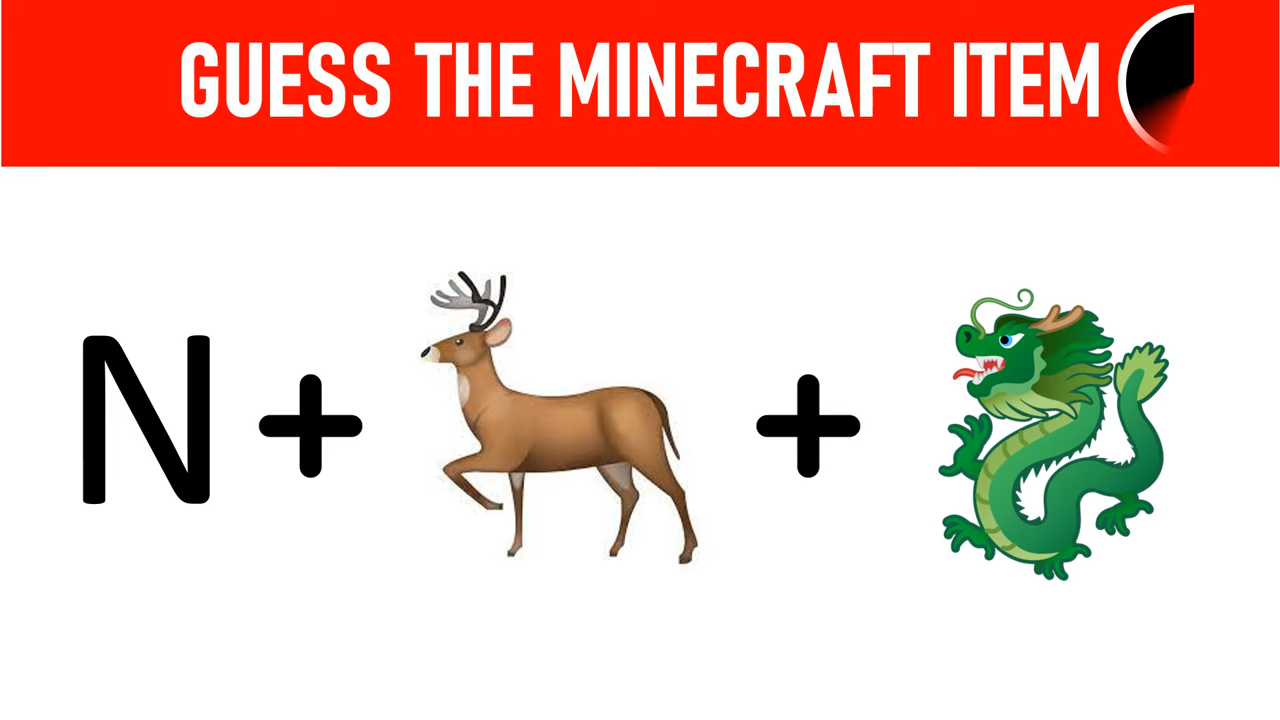 GUESS THE MINECRAFT ITEM
N + +